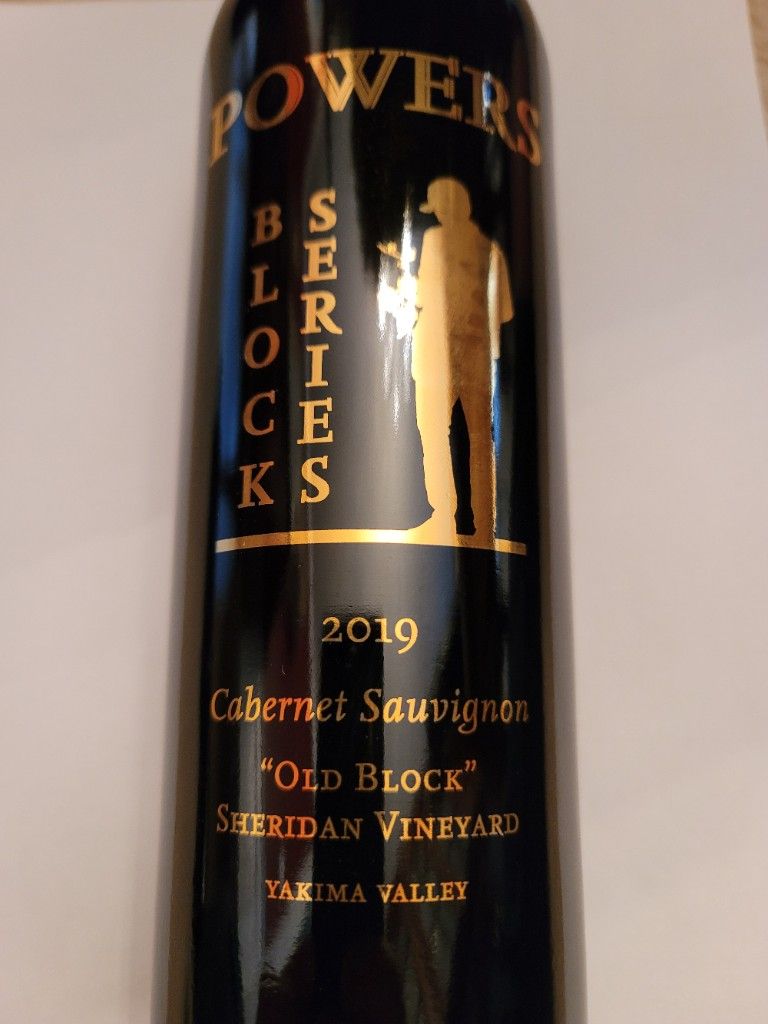 POWERS
BLOCK
SERIES
2019
Cabernet Sauvignon
“OLD BLOCK”
SHERIDAN VINEYARD
YAKIMA VALLEY